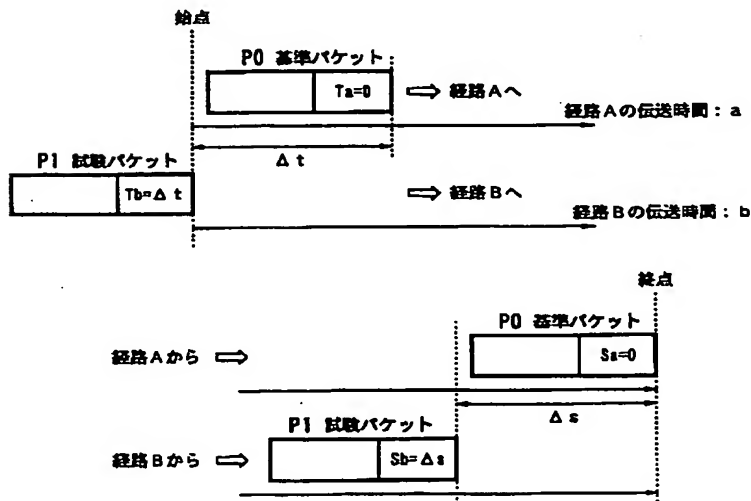 始点
P0 基準パケット
Ta=0
経路Aへ
経路Aの伝送時間：a
Δt
P1 試験パケット
Tb=Δt
経路Bへ
経路Bの伝送時間：b
終点
P0 基準パケット
経路Aから
Sa=0
Δs
P1 試験パケット
経路Bから
Sb=Δs